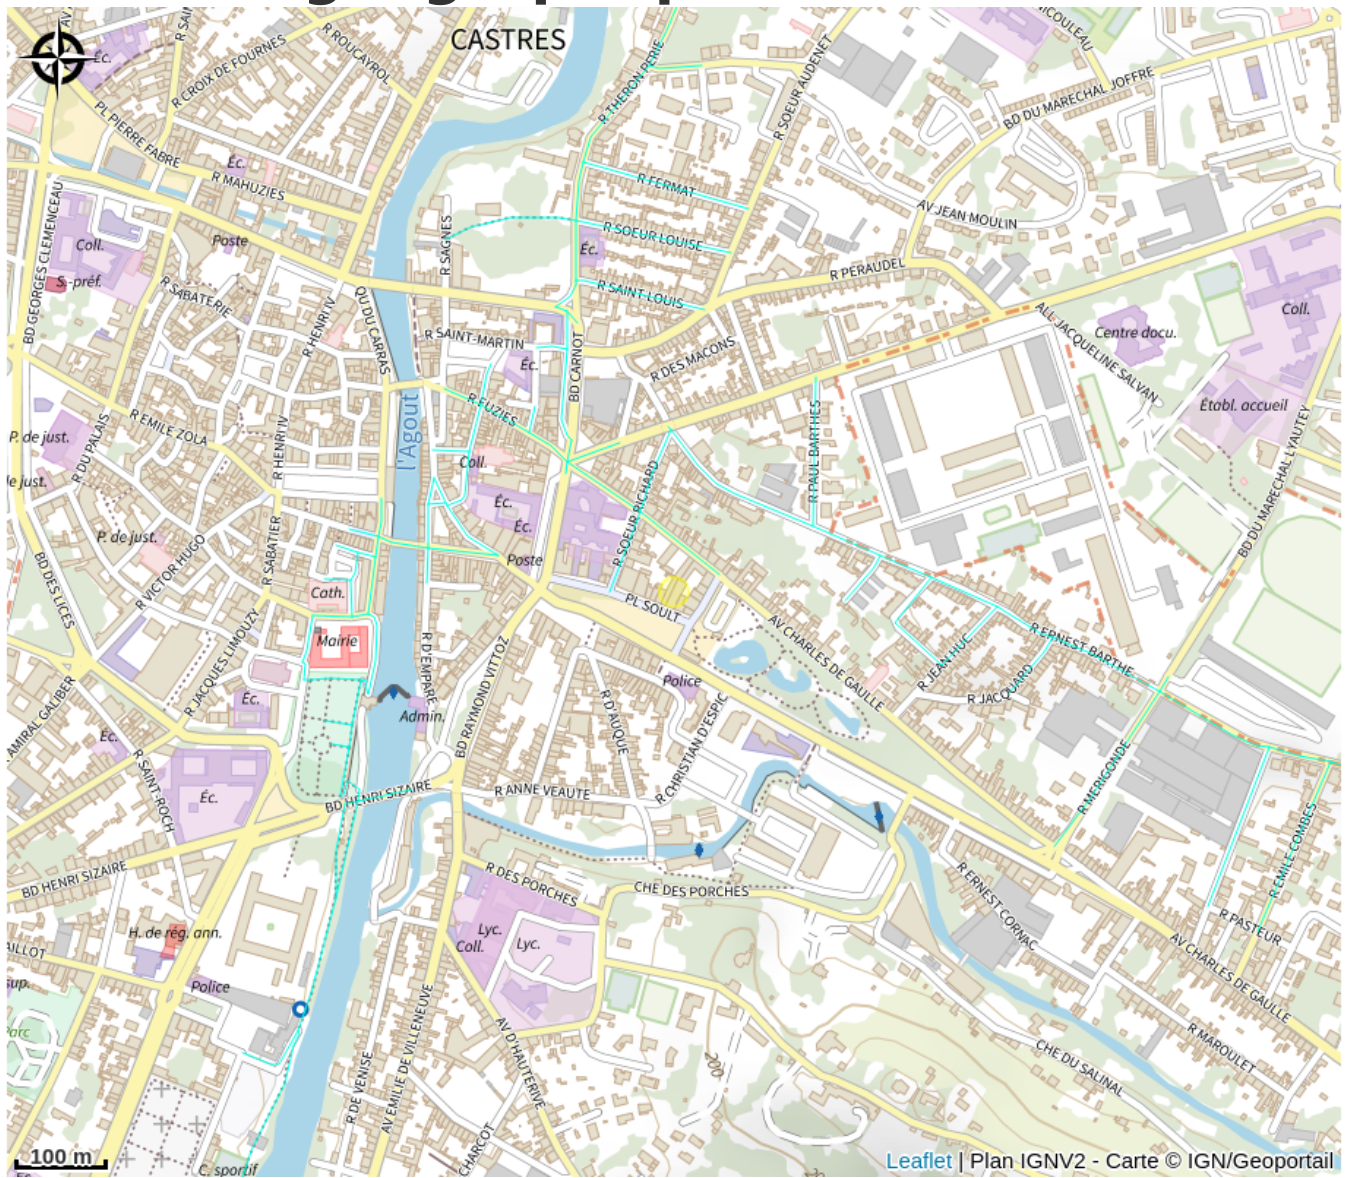 CASTRES
R CROIX DE FOURNES
R ROUCAYROL
Éc.
PL PIERRE FABRE
R MAHUZIES
Éc.
R THERON PERIE
R SOEUR AUDENET
BD DU MARECHAL JOFFRE
R FERMAT
AV JEAN MOULIN
BD GEORGES CLEMENCEAU
Coll.
S.-préf.
Poste
R SABATERIE
R SAGNES
R SOEUR LOUISE
Éc.
R SAINT-LOUIS
R PÉRAUDEL
ALL JACQUELINE SALVAN
Centre docu.
Coll.
R HENRI IV
QU DU CARRAS
R SAINT-MARTIN
Éc.
BD CARNOT
R DES MACONS
Établ. accueil
R EMILE ZOLA
R EUZIES
l'Agout
R PAUL BARTHES
BD DU MARECHAL LYAUTEY
P. de just.
R DU PALAIS
R HENRI IV
Coll.
R SOEUR RICHARD
Éc.
Éc.
Poste
P. de just.
R VICTOR HUGO
R SABATIER
BD DES LICES
Cath.
Mairie
PL SOULT
AV CHARLES DE GAULLE
R ERNEST BARTHE
R JEAN HUC
R JACQUARD
R JACQUES LIMOUZY
R D'EMPARE
BD RAYMOND VITTOZ
Police
Éc.
Admin.
AMIRAL GALIBER
Éc.
R SAINT-ROCH
Éc.
R D'AUQUE
R CHRISTIAN D'ESPIC
R MERIGONDE
BD HENRI SIZAIRE
R ANNE VEAUTE
BD HENRI SIZAIRE
R DES PORCHES
CHE DES PORCHES
R ERNEST CORNAC
R EMILE COMBES
R PASTEUR
AV CHARLES DE GAULLE
H. de rég. ann.
Lyc.
Coll.
Lyc.
Police
AV EMILE DE VILLENEUVE
R DE VENISE
AV D'HAUTERIVE
CHARCOT
200
CHE DU SALINAL
R MAROULET
C. sportif
100 m
Leaflet | Plan IGNV2 - Carte © IGN/Geoportail